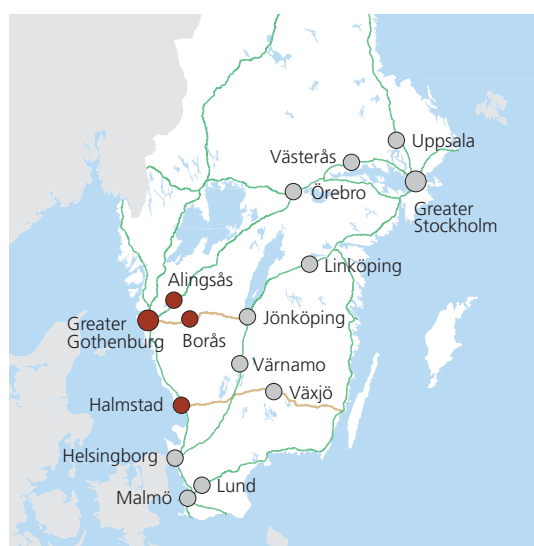 Uppsala
Västerås
Örebro
Greater
Stockholm
Linköping
Alingsås
Greater
Gothenburg
Borås
Jönköping
Värnamo
Växjö
Halmstad
Helsingborg
Lund
Malmö